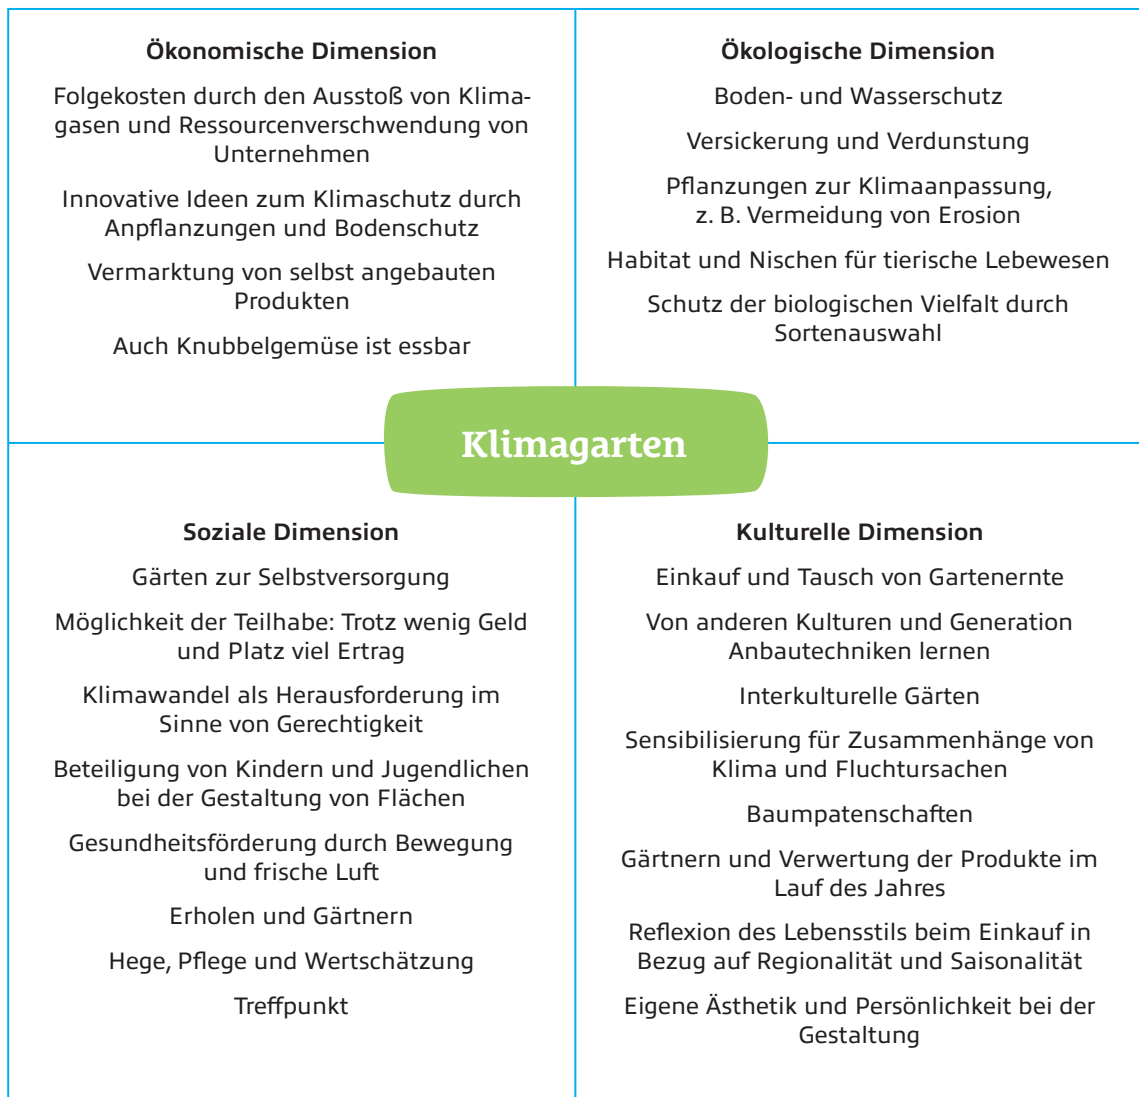 Ökonomische Dimension
Folgekosten durch den Ausstoß von Klima-
gasen und Ressourcenverschwendung von
Unternehmen
Innovative Ideen zum Klimaschutz durch
Anpflanzungen und Bodenschutz
Vermarktung von selbst angebauten
Produkten
Auch Knubbelgemüse ist essbar
Ökologische Dimension
Boden- und Wasserschutz
Versickerung und Verdunstung
Pflanzungen zur Klimaanpassung,
z. B. Vermeidung von Erosion
Habitat und Nischen für tierische Lebewesen
Schutz der biologischen Vielfalt durch
Sortenauswahl
Klimagarten
Soziale Dimension
Gärten zur Selbstversorgung
Möglichkeit der Teilhabe: Trotz wenig Geld
und Platz viel Ertrag
Klimawandel als Herausforderung im
Sinne von Gerechtigkeit
Beteiligung von Kindern und Jugendlichen
bei der Gestaltung von Flächen
Gesundheitsförderung durch Bewegung
und frische Luft
Erholen und Gärtnern
Hege, Pflege und Wertschätzung
Treffpunkt
Kulturelle Dimension
Einkauf und Tausch von Gartenernte
Von anderen Kulturen und Generation
Anbautechniken lernen
Interkulturelle Gärten
Sensibilisierung für Zusammenhänge von
Klima und Fluchtursachen
Baumpatenschaften
Gärtnern und Verwertung der Produkte im
Lauf des Jahres
Reflexion des Lebensstils beim Einkauf in
Bezug auf Regionalität und Saisonalität
Eigene Ästhetik und Persönlichkeit bei der
Gestaltung